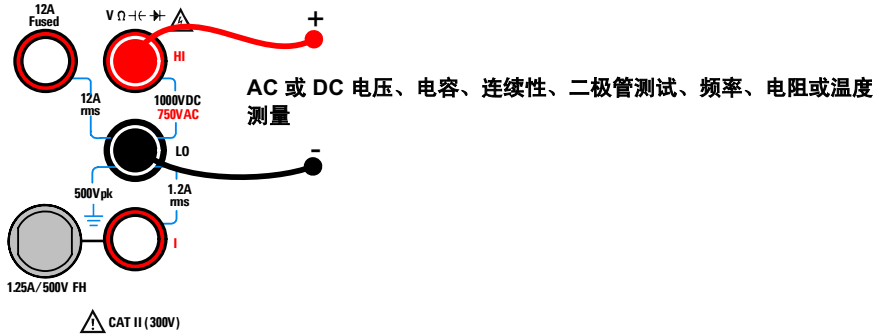 12A
Fused
V Ω ⊣(⊢
+
HI
AC 或 DC 电压、电容、连续性、二极管测试、频率、电阻或温度
测量
12A
rms
1000VDC
750VAC
LO
-
500Vpk
1.2A
rms
I
1.25A/500V FH
CAT II (300V)